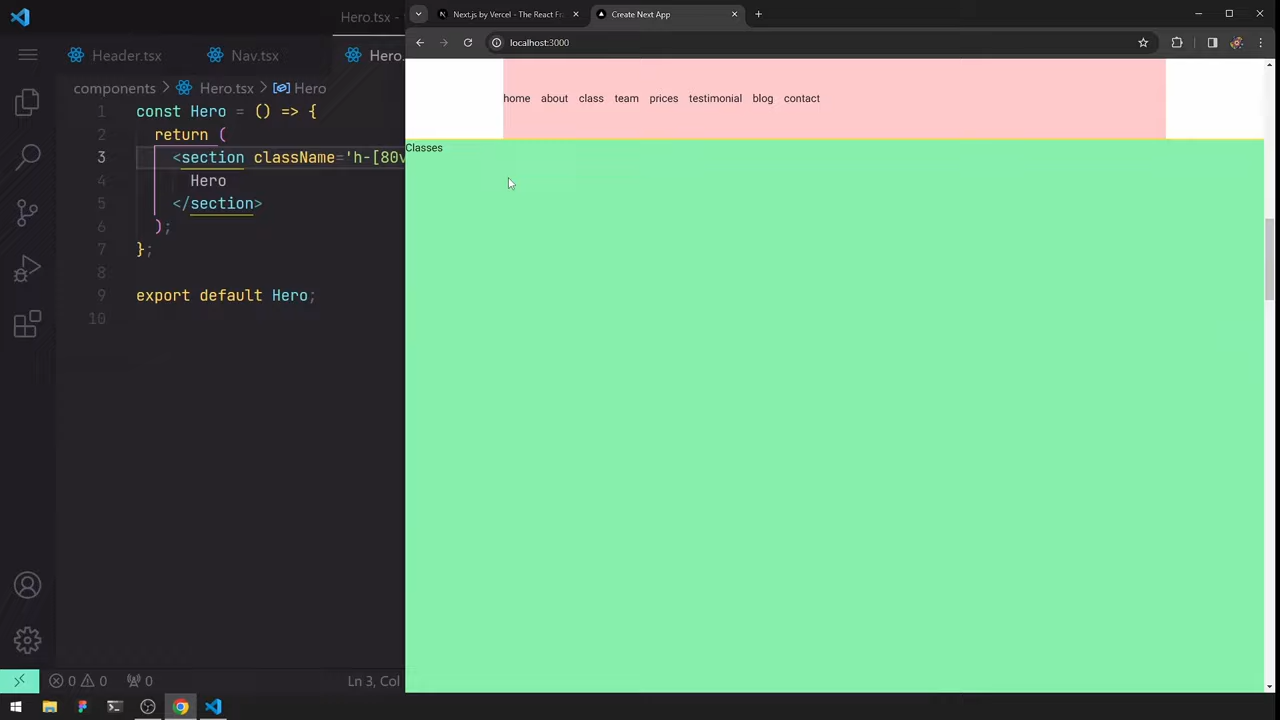 Hero.tsx -
Next.js by Vercel - The React Fr
Create Next App
localhost:3000
Header.tsx
Nav.tsx
Hero.
components > Hero.tsx > Hero
1 const Hero = () => {
2 return (
3 <section className='h-[80v
4 Hero
5 </section>
6 );
7 };
8
9 export default Hero;
10
home about class team prices testimonial blog contact
Classes
0 0 0 Ln 3, Col